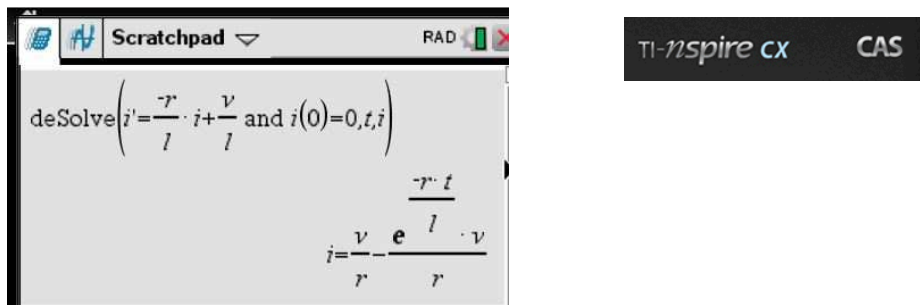 Scratchpad
RAD
deSolve(i'=-r/l·i+v/l and i(0)=0,t,i)
i=v/r-e^(-r·t/l)·v/r
TI-nspire CX CAS